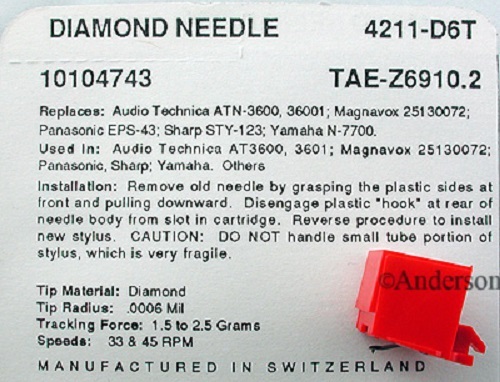 DIAMOND NEEDLE 4211-D6T
10104743 TAE-Z6910.2
Replaces: Audio Technica ATN-3600, 36001; Magnavox 25130072;
Panasonic EPS-43; Sharp STY-123; Yamaha N-7700.
Used In: Audio Technica AT3600, 3601; Magnavox 25130072;
Panasonic, Sharp; Yamaha. Others
Installation: Remove old needle by grasping the plastic sides at
front and pulling downward. Disengage plastic "hook" at rear of
needle body from slot in cartridge. Reverse procedure to install
new stylus. CAUTION: DO NOT handle small tube portion of
stylus, which is very fragile.
Tip Material: Diamond
Tip Radius: .0006 Mil
Tracking Force: 1.5 to 2.5 Grams
Speeds: 33 & 45 RPM
MANUFACTURED IN SWITZERLAND
©Anderson